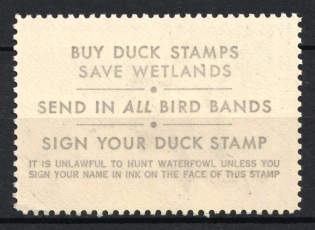 BUY DUCK STAMPS
SAVE WETLANDS
SEND IN ALL BIRD BANDS
SIGN YOUR DUCK STAMP
IT IS UNLAWFUL TO HUNT WATERFOWL UNLESS YOU
SIGN YOUR NAME IN INK ON THE FACE OF THIS STAMP